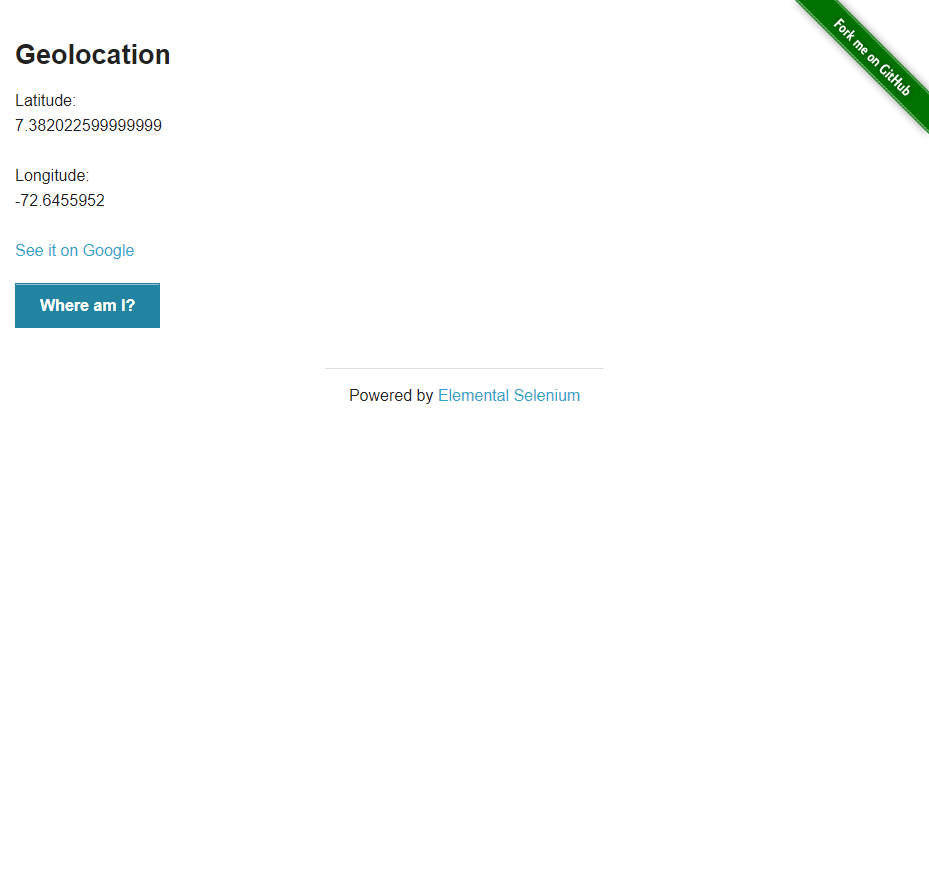 Fork me on GitHub
Geolocation
Latitude:
7.382022599999999
Longitude:
-72.6455952
See it on Google
Where am I?
Powered by Elemental Selenium